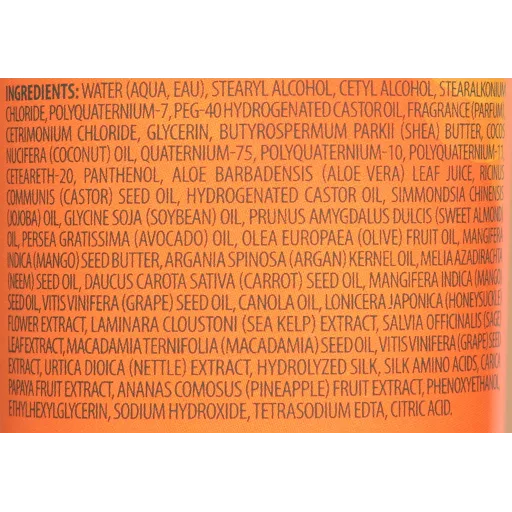 INGREDIENTS: WATER (AQUA, EAU), STEARYL ALCOHOL, CETYL ALCOHOL, STEARALKONIUM
CHLORIDE, POLYQUATERNIUM-7, PEG-40 HYDROGENATED CASTOR OIL, FRAGRANCE (PARFUM),
CETRIMONIUM CHLORIDE, GLYCERIN, BUTYROSPERMUM PARKII (SHEA) BUTTER, COCOS
NUCIFERA (COCONUT) OIL, QUATERNIUM-75, POLYQUATERNIUM-10, POLYQUATERNIUM-11,
CETEARETH-20, PANTHENOL, ALOE BARBADENSIS (ALOE VERA) LEAF JUICE, RICINUS
COMMUNIS (CASTOR) SEED OIL, HYDROGENATED CASTOR OIL, SIMMONDSIA CHINENSIS
(JOJOBA) OIL, GLYCINE SOJA (SOYBEAN) OIL, PRUNUS AMYGDALUS DULCIS (SWEET ALMOND)
OIL, PERSEA GRATISSIMA (AVOCADO) OIL, OLEA EUROPAEA (OLIVE) FRUIT OIL, MANGIFERA
INDICA (MANGO) SEED BUTTER, ARGANIA SPINOSA (ARGAN) KERNEL OIL, MELIA AZADIRACHTA
(NEEM) SEED OIL, DAUCUS CAROTA SATIVA (CARROT) SEED OIL, MANGIFERA INDICA (MANGO)
SEED OIL, VITIS VINIFERA (GRAPE) SEED OIL, CANOLA OIL, LONICERA JAPONICA (HONEYSUCKLE)
FLOWER EXTRACT, LAMINARA CLOUSTONI (SEA KELP) EXTRACT, SALVIA OFFICINALIS (SAGE)
LEAF EXTRACT, MACADAMIA TERNIFOLIA (MACADAMIA) SEED OIL, VITIS VINIFERA (GRAPE) SEED
EXTRACT, URTICA DIOICA (NETTLE) EXTRACT, HYDROLYZED SILK, SILK AMINO ACIDS, CARICA
PAPAYA FRUIT EXTRACT, ANANAS COMOSUS (PINEAPPLE) FRUIT EXTRACT, PHENOXYETHANOL,
ETHYLHEXYLGLYCERIN, SODIUM HYDROXIDE, TETRASODIUM EDTA, CITRIC ACID.